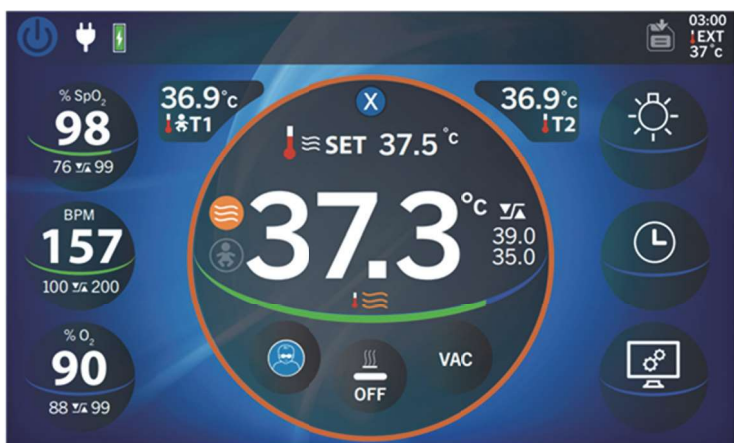 03:00
EXT
37 °C
% SpO₂
98
76 99
36.9°C
T1
X
36.9°C
T2
SET 37.5 °C
BPM
157
100 200
37.3 °C
39.0
35.0
% O₂
90
88 99
OFF
VAC